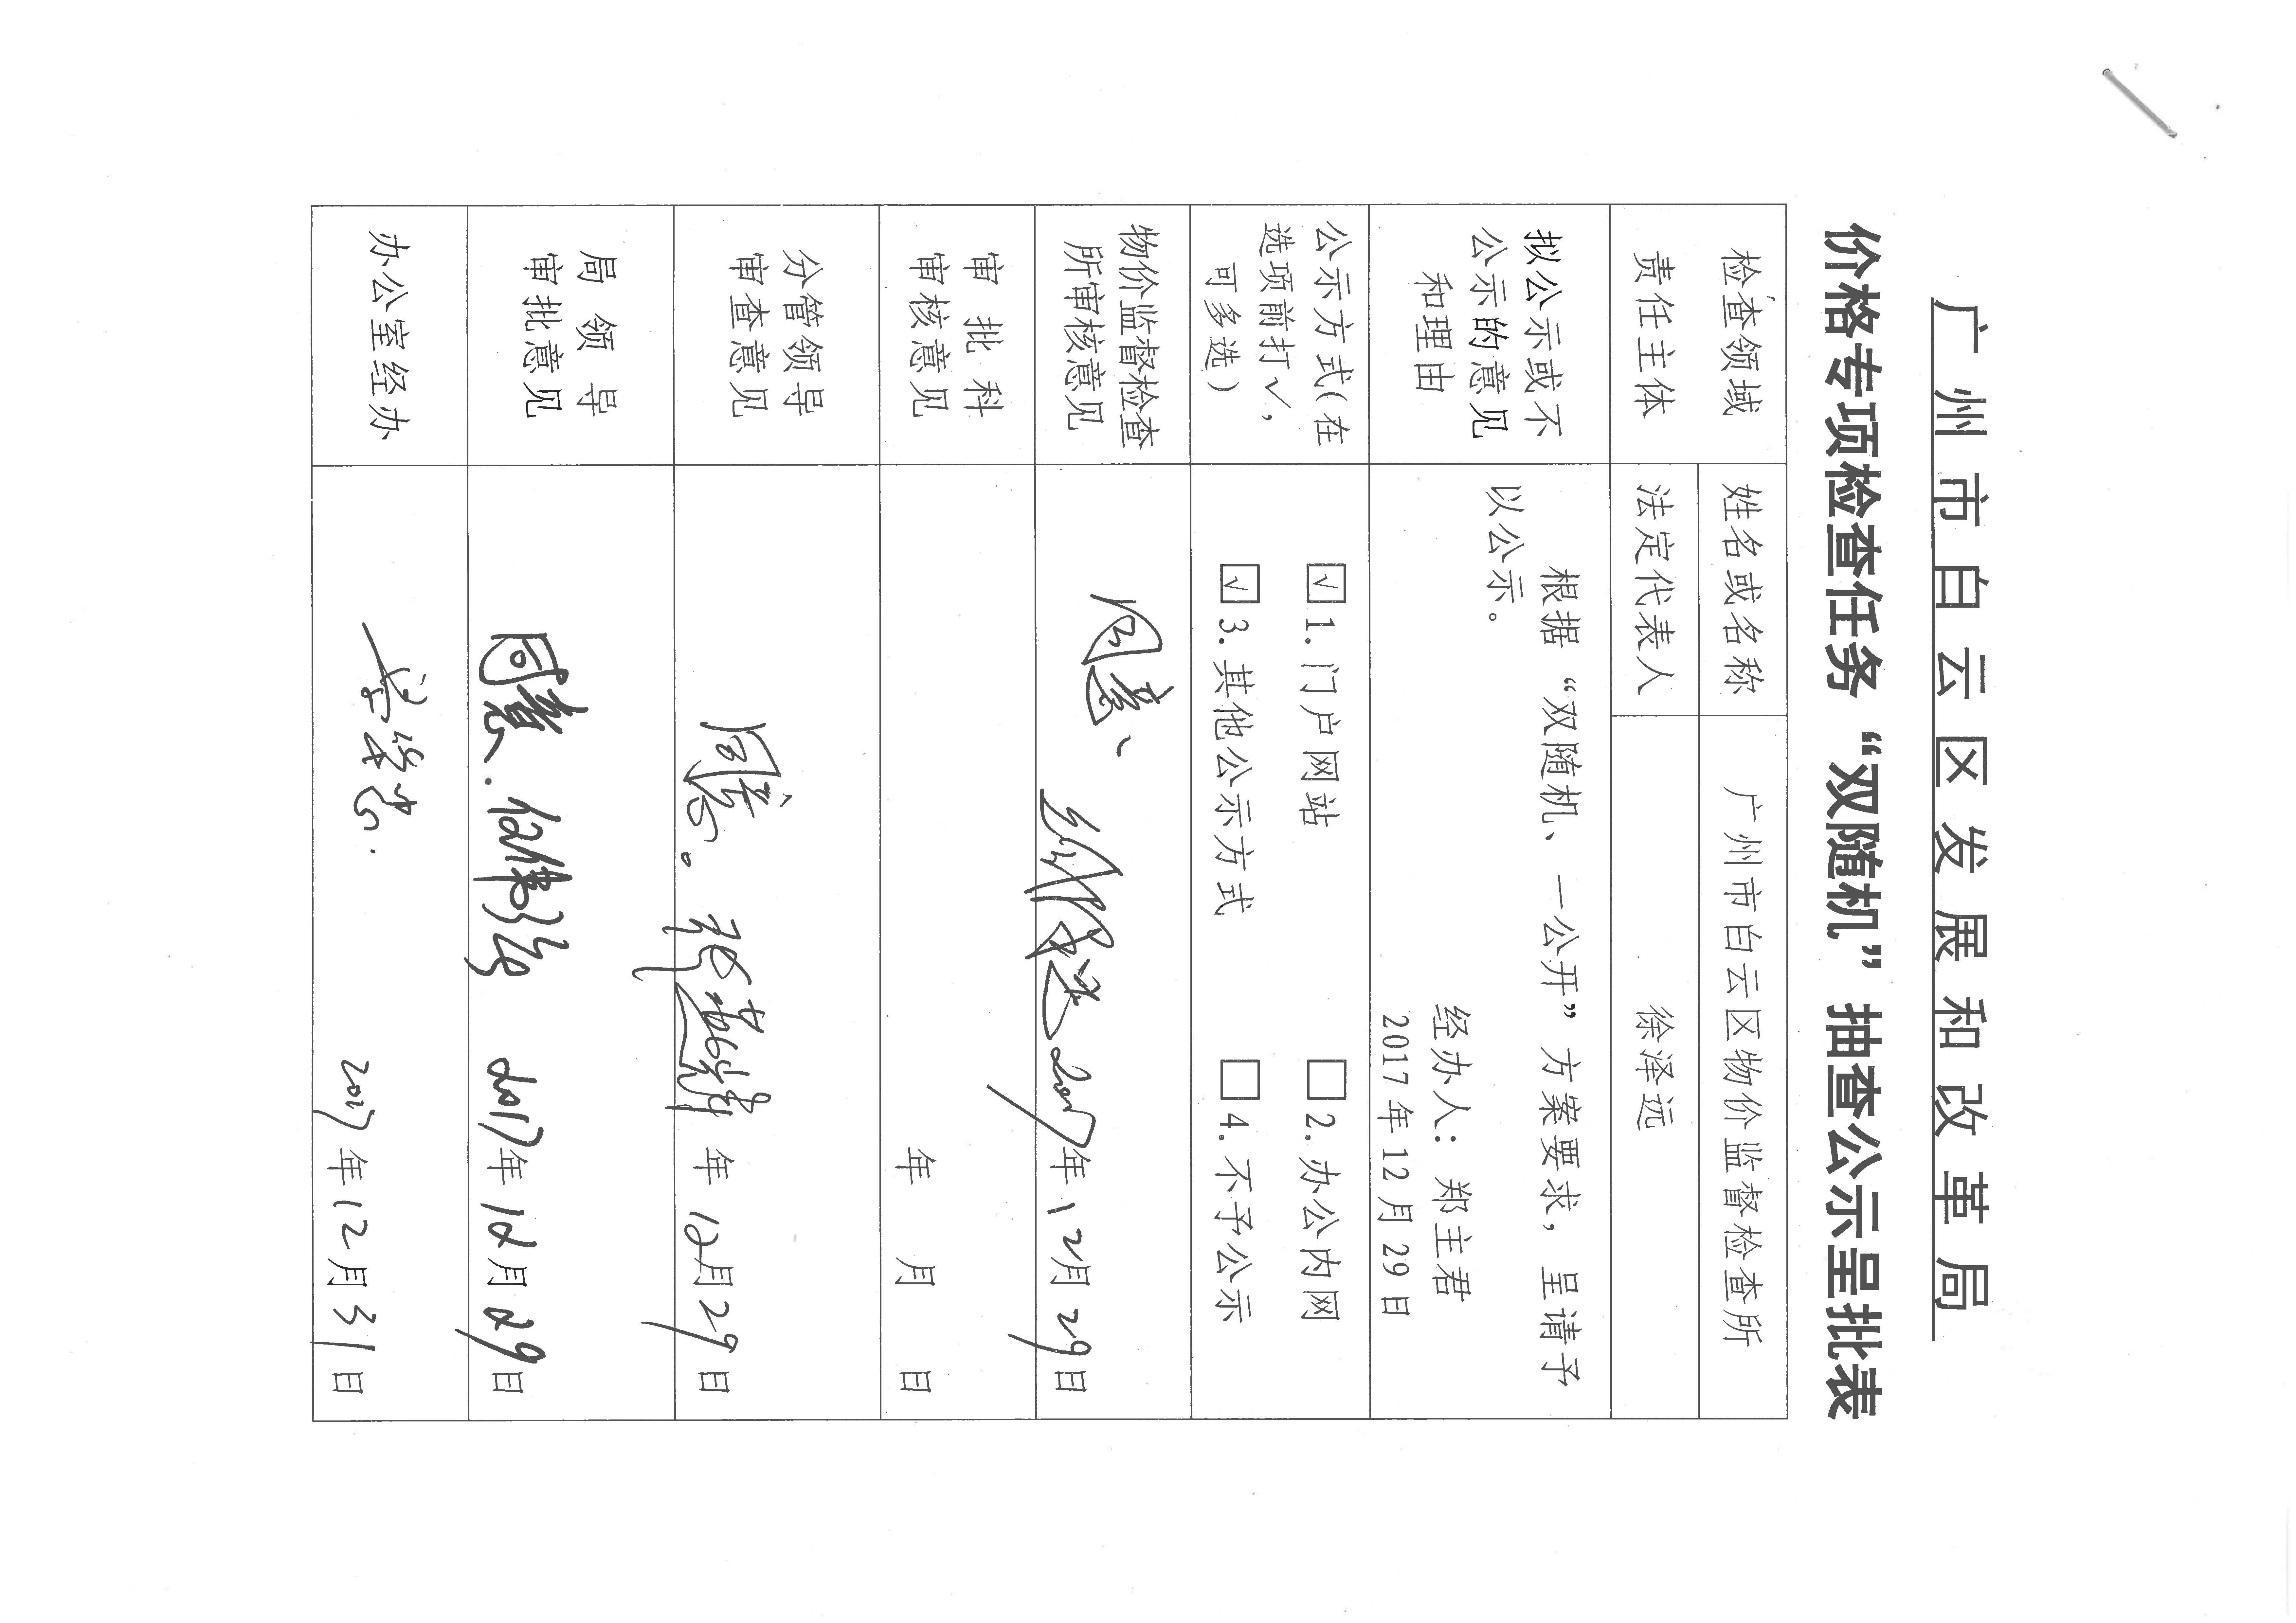 广州市白云区发展和改革局
价格专项检查任务“双随机”抽查公示呈批表
检查领域
责任主体
姓名或名称
广州市白云区物价监督检查所
法定代表人
徐泽远
拟公示或不
公示的意见
和理由
根据“双随机、一公开”方案要求，呈请予
以公示。
经办人：郑主君
2017年12月29日
公示方式(在
选项前打√，
可多选)
☑1.门户网站
☐2.办公内网
☑3.其他公示方式
☐4.不予公示
物价监督检查
所审核意见
同意、
2017年12月29日
审批科
审核意见
年 月 日
分管领导
审查意见
同意。
年12月29日
局领导
审批意见
同意.
2017年12月29日
办公室经办
2017年12月31日